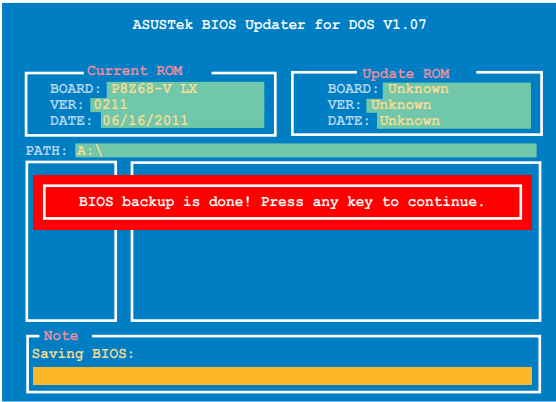 ASUSTek BIOS Updater for DOS V1.07
Current ROM
BOARD: P8Z68-V LX
VER: 0211
DATE: 06/16/2011
Update ROM
BOARD: Unknown
VER: Unknown
DATE: Unknown
PATH: A:\
BIOS backup is done! Press any key to continue.
Note
Saving BIOS: